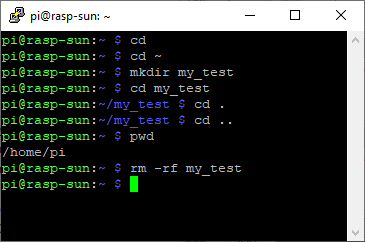 pi@rasp-sun: ~
pi@rasp-sun:~ $ cd
pi@rasp-sun:~ $ cd ~
pi@rasp-sun:~ $ mkdir my_test
pi@rasp-sun:~ $ cd my_test
pi@rasp-sun:~/my_test $ cd .
pi@rasp-sun:~/my_test $ cd ..
pi@rasp-sun:~ $ pwd
/home/pi
pi@rasp-sun:~ $ rm -rf my_test
pi@rasp-sun:~ $